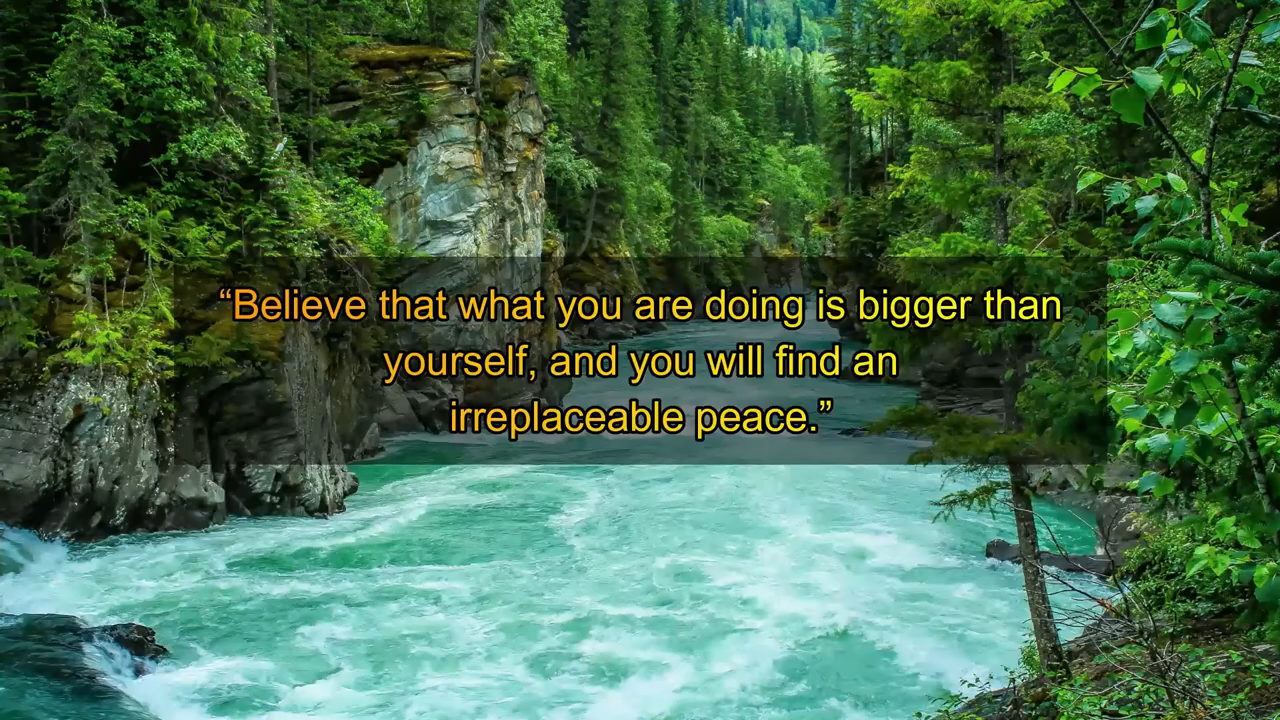 “Believe that what you are doing is bigger than
yourself, and you will find an
irreplaceable peace.”